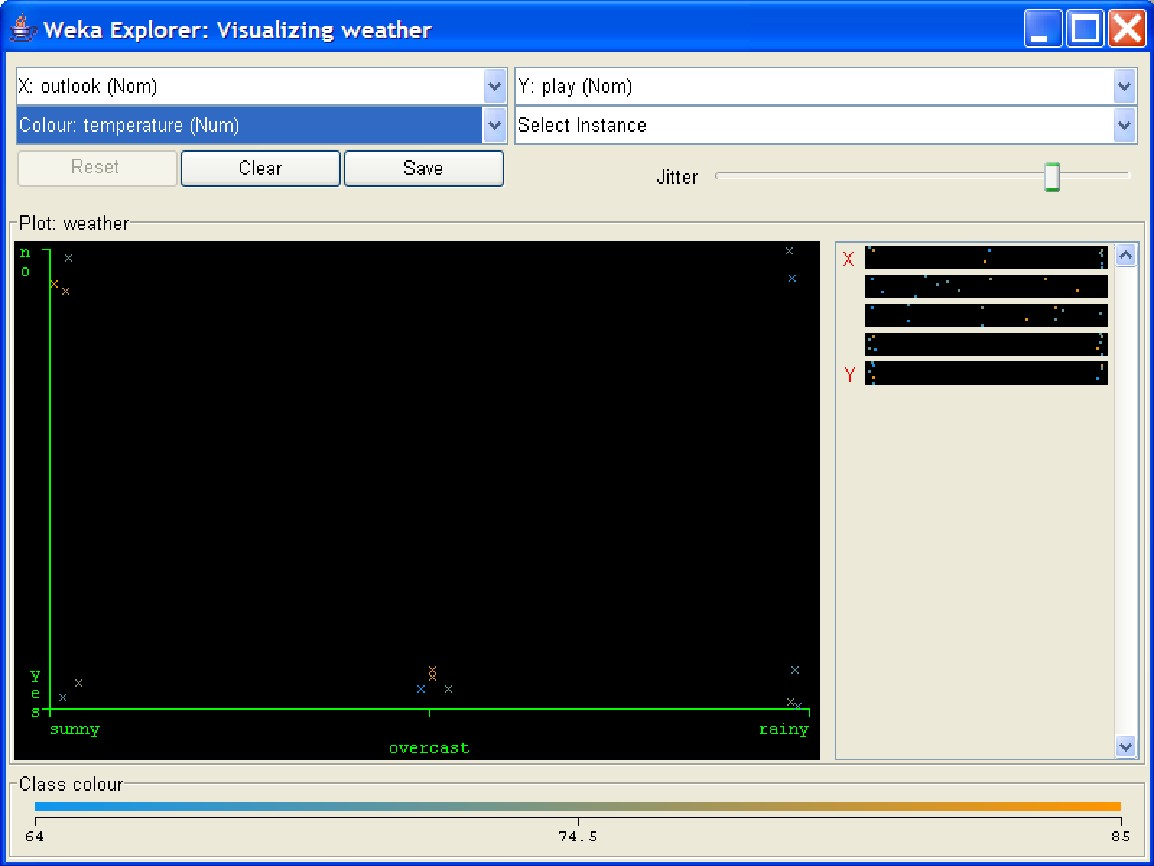 Weka Explorer: Visualizing weather
X: outlook (Nom)
Y: play (Nom)
Colour: temperature (Num)
Select Instance
Reset
Clear
Save
Jitter
Plot: weather
no
yes
sunny
overcast
rainy
X
Y
Class colour
64
74.5
85